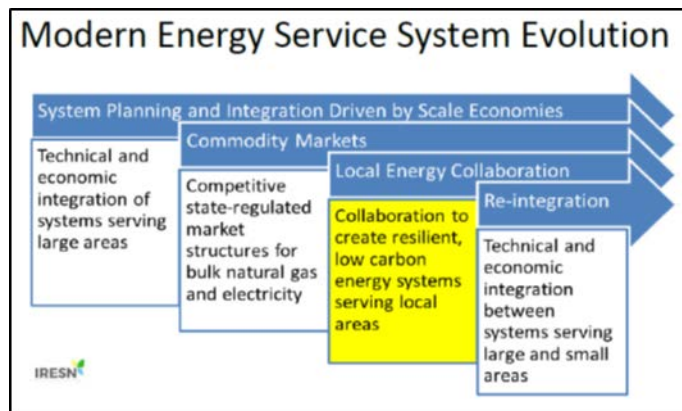 Modern Energy Service System Evolution
System Planning and Integration Driven by Scale Economies
Technical and
economic
integration of
systems serving
large areas
Commodity Markets
Competitive
state-regulated
market
structures for
bulk natural gas
and electricity
Local Energy Collaboration
Collaboration to
create resilient,
low carbon
energy systems
serving local
areas
Re-integration
Technical and
economic
integration
between
systems serving
large and small
areas
IRESN